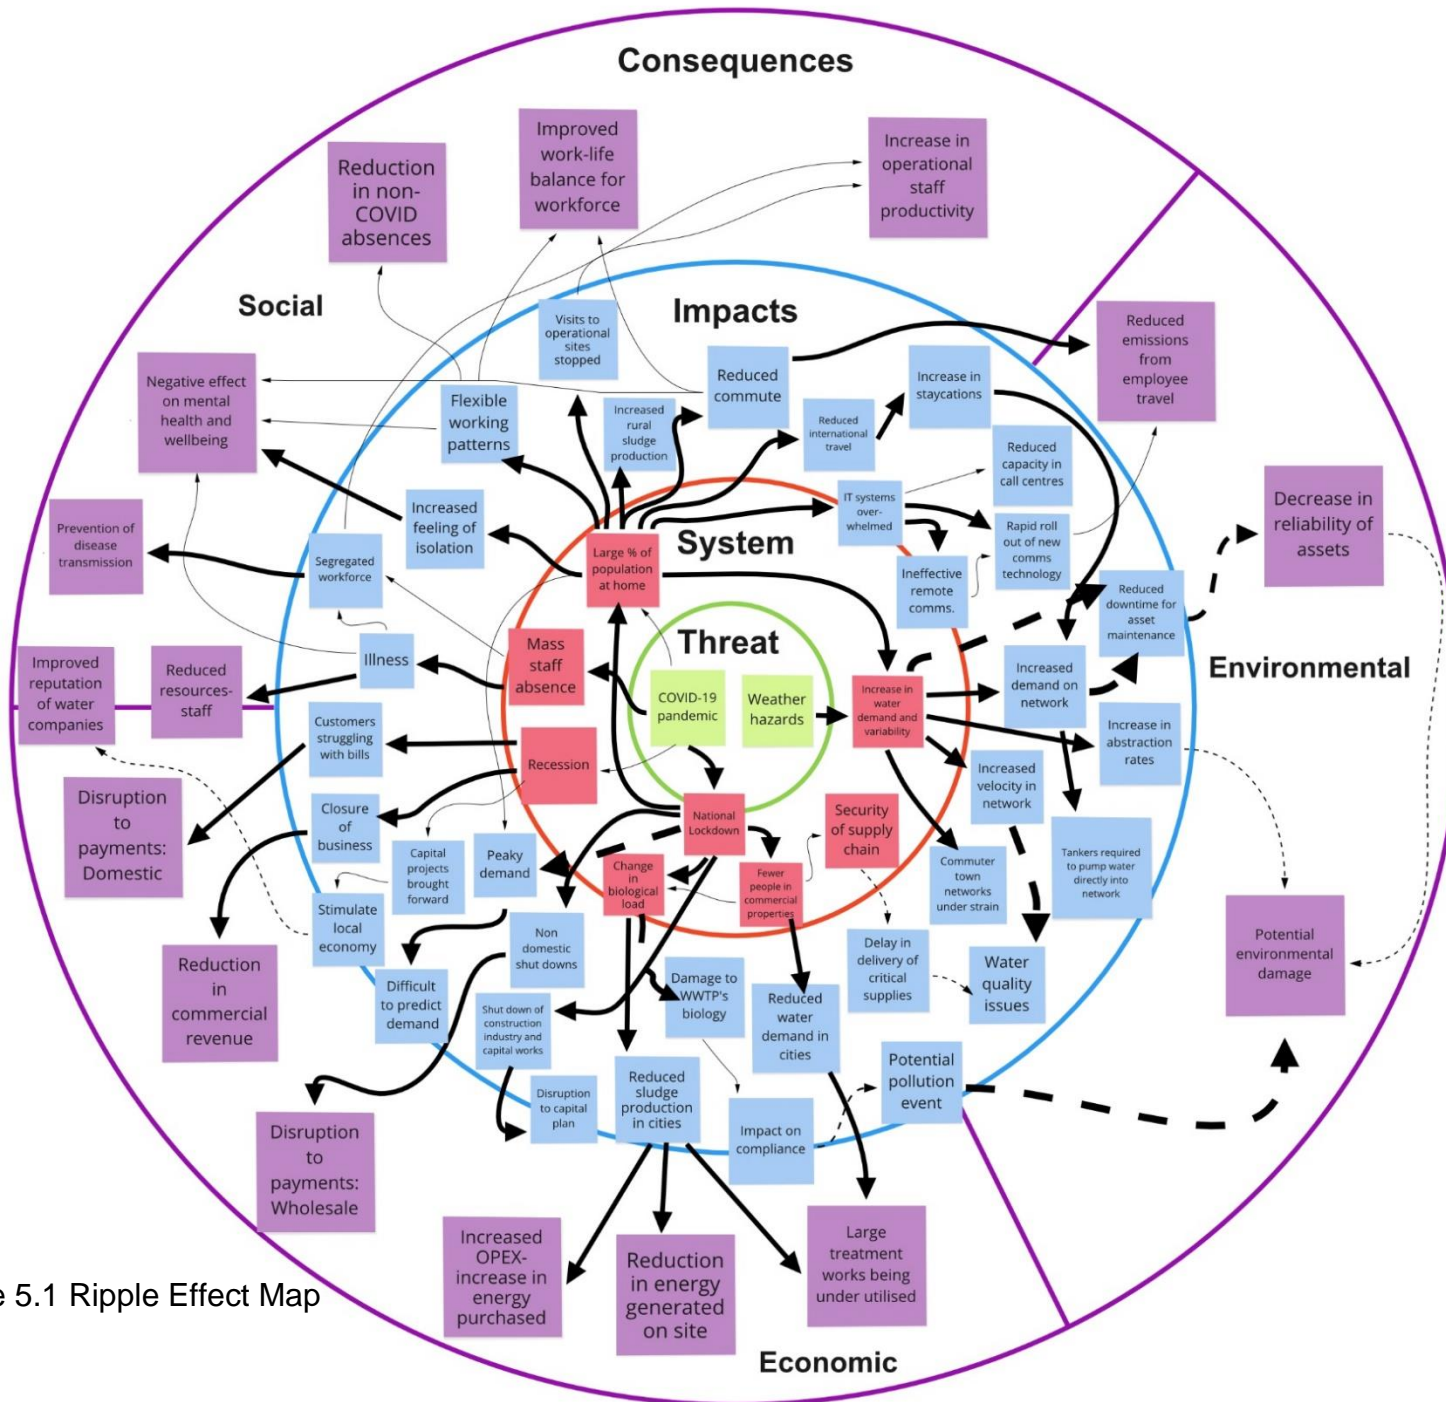 Consequences
Improved
work-life
balance for
workforce
Increase in
operational
staff
productivity
Reduction
in non-
COVID
absences
Social
Impacts
Visits to
operational
sites
stopped
Reduced
emissions
from
employee
travel
Negative effect
on mental
health and
wellbeing
Flexible
working
patterns
Increased
rural
sludge
production
Reduced
commute
Reduced
international
travel
Increase in
staycations
Reduced
capacity in
call centres
IT systems
over-
whelmed
Rapid roll
out of new
comms
technology
Decrease in
reliability of
assets
Prevention of
disease
transmission
Segregated
workforce
Increased
feeling of
isolation
Large % of
population
at home
System
Ineffective
remote
comms.
Reduced
downtime for
asset
maintenance
Improved
reputation
of water
companies
Reduced
resources-
staff
Illness
Mass
staff
absence
Threat
COVID-19
pandemic
Weather
hazards
Increase in
water
demand and
variability
Increased
demand on
network
Environmental
Customers
struggling
with bills
Recession
Increase in
abstraction
rates
Increased
velocity in
network
Disruption
to
payments:
Domestic
Closure
of
business
Capital
projects
brought
forward
Peaky
demand
National
Lockdown
Security
of supply
chain
Change
in
biological
load
Fewer
people in
commercial
properties
Commuter
town
networks
under strain
Tankers required
to pump water
directly into
network
Stimulate
local
economy
Non
domestic
shut downs
Reduction
in
commercial
revenue
Difficult
to predict
demand
Shut down of
construction
industry and
capital works
Damage to
WWTP's
biology
Reduced
water
demand in
cities
Delay in
delivery of
critical
supplies
Water
quality
issues
Potential
environmental
damage
Disruption
to capital
plan
Reduced
sludge
production
in cities
Impact on
compliance
Potential
pollution
event
Disruption
to
payments:
Wholesale
Increased
OPEX-
increase in
energy
purchased
Reduction
in energy
generated
on site
Large
treatment
works being
under utilised
e 5.1 Ripple Effect Map
Economic